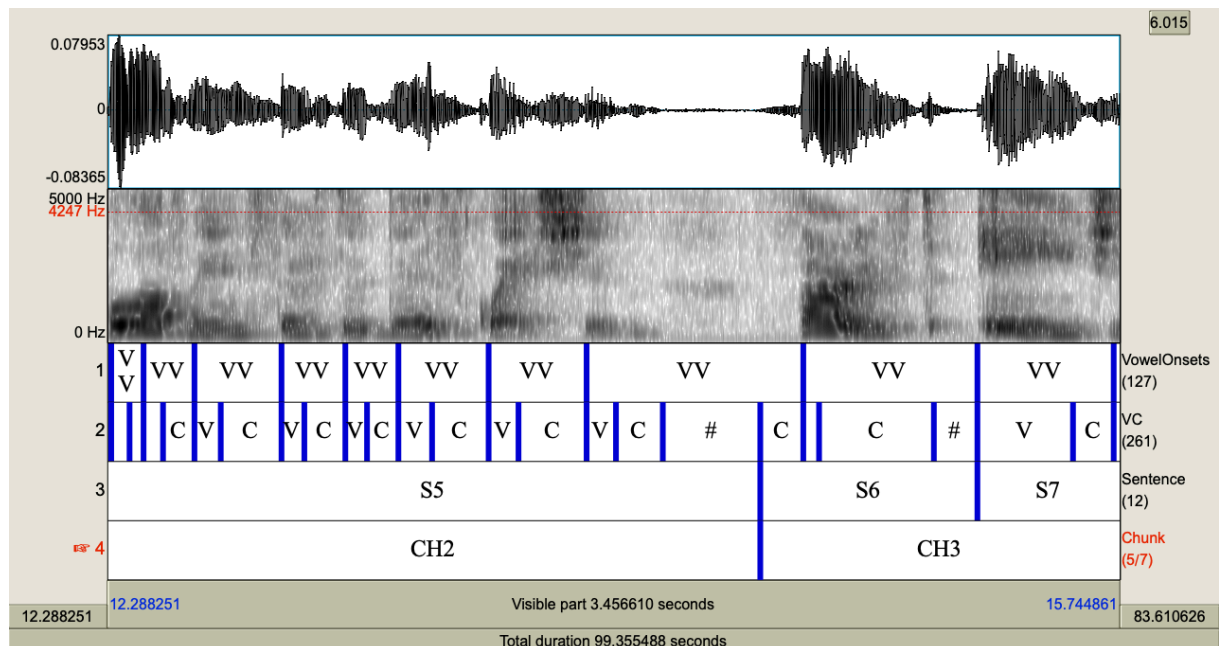 6.015
0.07953
0
-0.08365
5000 Hz
4247 Hz
0 Hz
1 V V VV VV VV VV VV VV VV VV VV VowelOnsets (127)
2 C V C V C V C V C V C V C # C C # V C VC (261)
3 S5 S6 S7 Sentence (12)
☞ 4 CH2 CH3 Chunk (5/7)
12.288251 Visible part 3.456610 seconds 15.744861
12.288251 83.610626
Total duration 99.355488 seconds